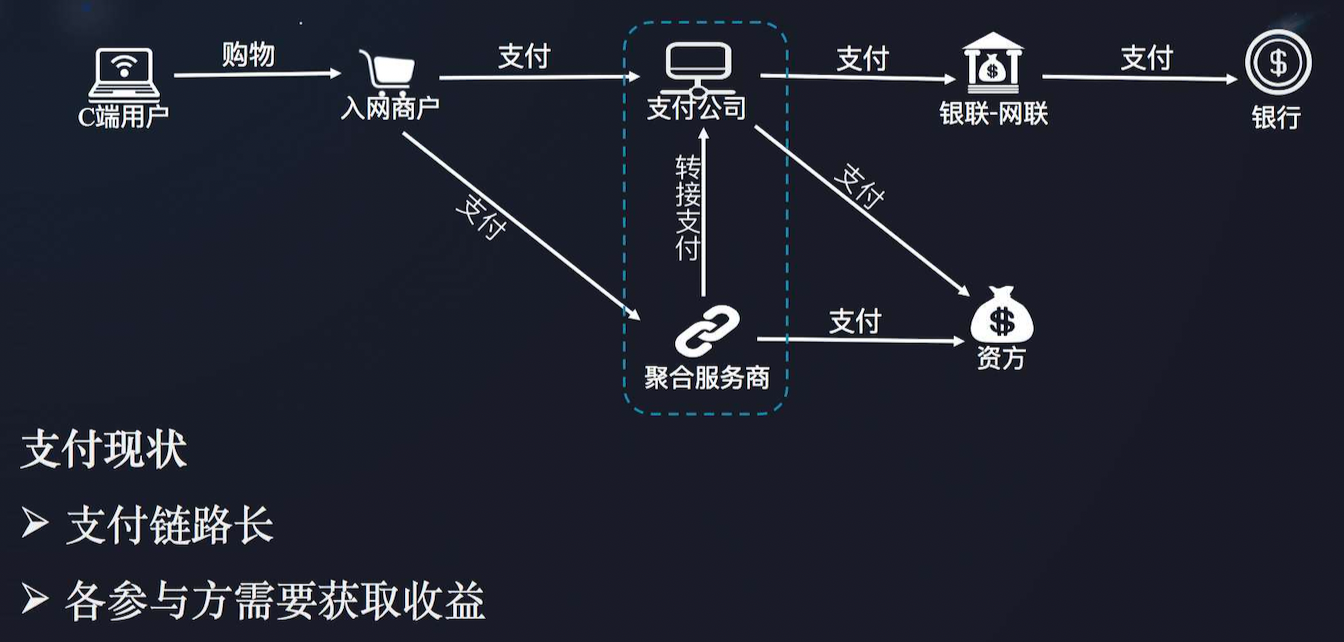 购物
支付
支付
支付
C端用户
入网商户
支付公司
银联-网联
银行
支付
转接支付
支付
支付
聚合服务商
资方
支付现状
支付链路长
各参与方需要获取收益